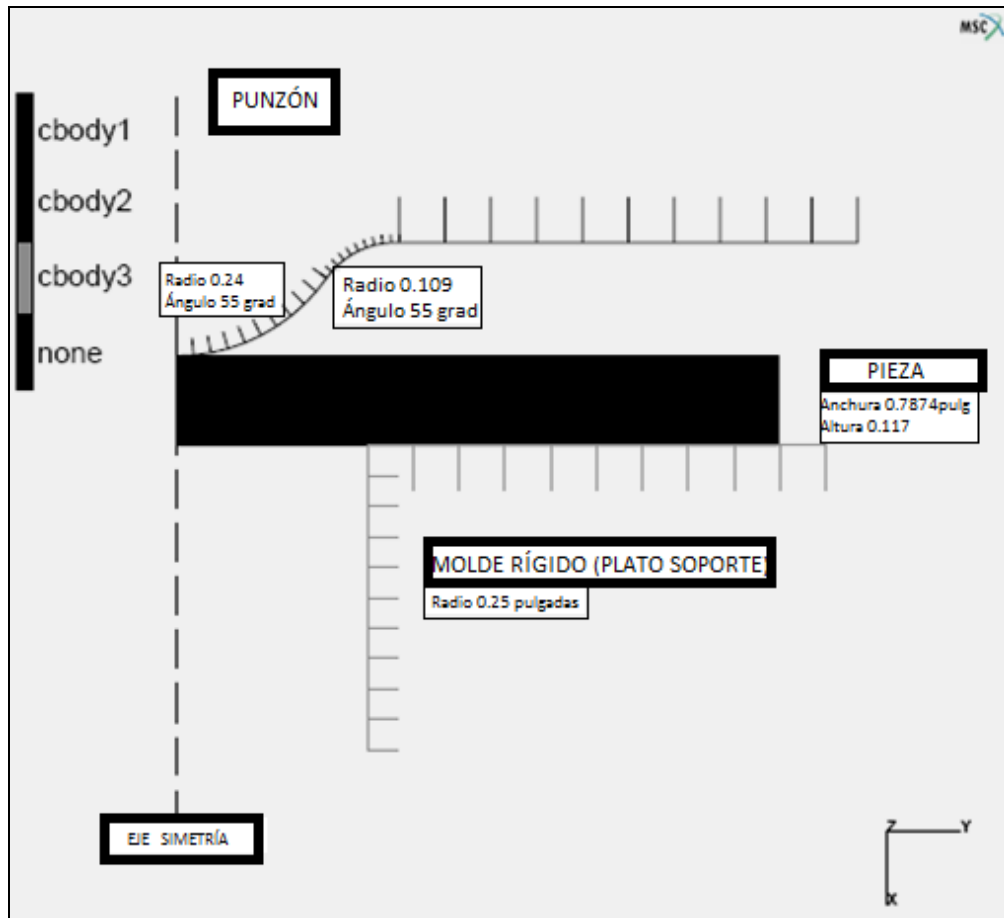 MSC
PUNZÓN
cbody1
cbody2
cbody3
none
Radio 0.24
Ángulo 55 grad
Radio 0.109
Ángulo 55 grad
PIEZA
Anchura 0.7874pulg
Altura 0.117
MOLDE RÍGIDO (PLATO SOPORTE)
Radio 0.25 pulgadas
EJE SIMETRÍA
Z
Y
X